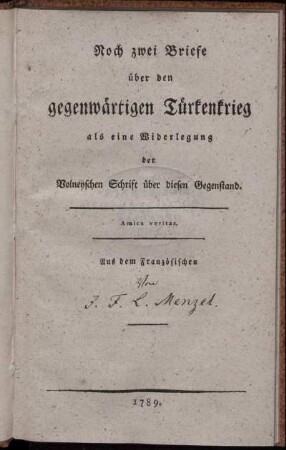 Noch zwei Briefe
über den
gegenwärtigen Türkenkrieg
als eine Widerlegung
der
Volneyschen Schrift über diesen Gegenstand.
Amica veritas.
Aus dem Französischen
Von
J. F. L. Menzel.
1789.